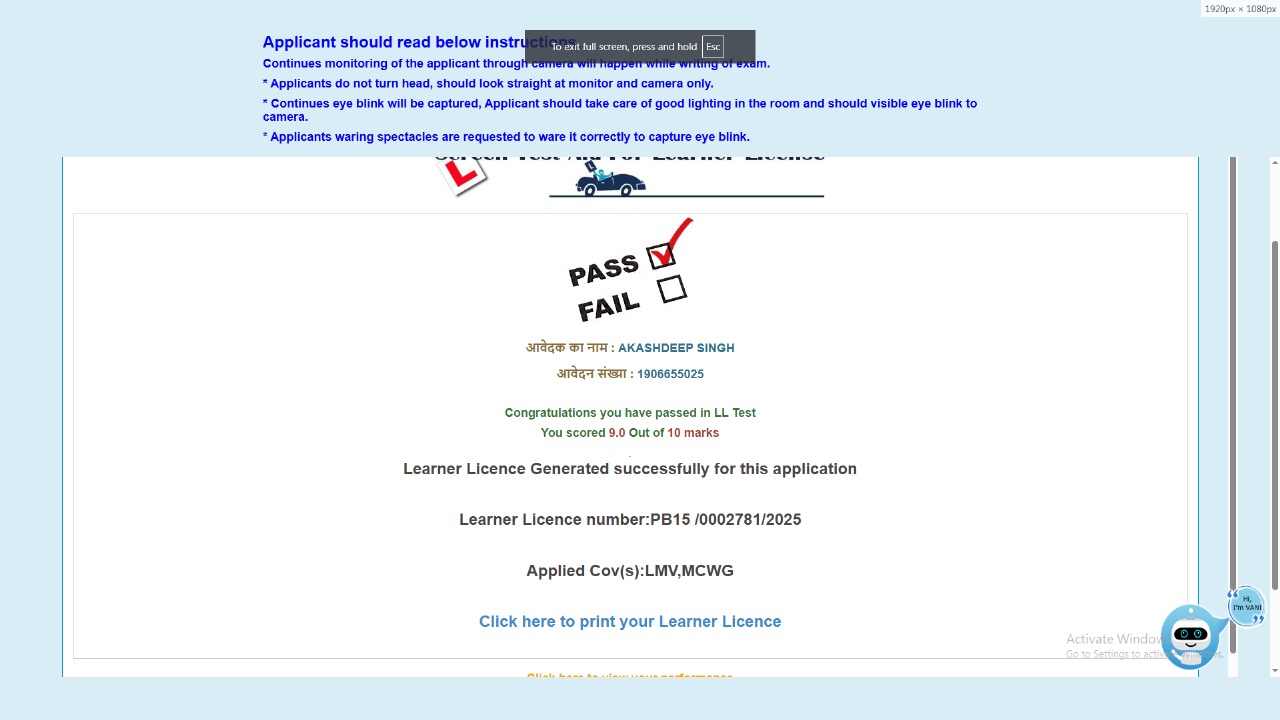 1920px × 1080px
Applicant should read below instructions
To exit full screen, press and hold Esc
Continues monitoring of the applicant through camera will happen while writing of exam.
* Applicants do not turn head, should look straight at monitor and camera only.
* Continues eye blink will be captured, Applicant should take care of good lighting in the room and should visible eye blink to
camera.
* Applicants waring spectacles are requested to ware it correctly to capture eye blink.
Screen Test Aid For Learner License
L
PASS
FAIL
आवेदक का नाम : AKASHDEEP SINGH
आवेदन संख्या : 1906655025
Congratulations you have passed in LL Test
You scored 9.0 Out of 10 marks
.
Learner Licence Generated successfully for this application
Learner Licence number:PB15 /0002781/2025
Applied Cov(s):LMV,MCWG
Hi,
I'm VANI
Click here to print your Learner Licence
Activate Windows
Go to Settings to activate Windows.
Click here to view your performance